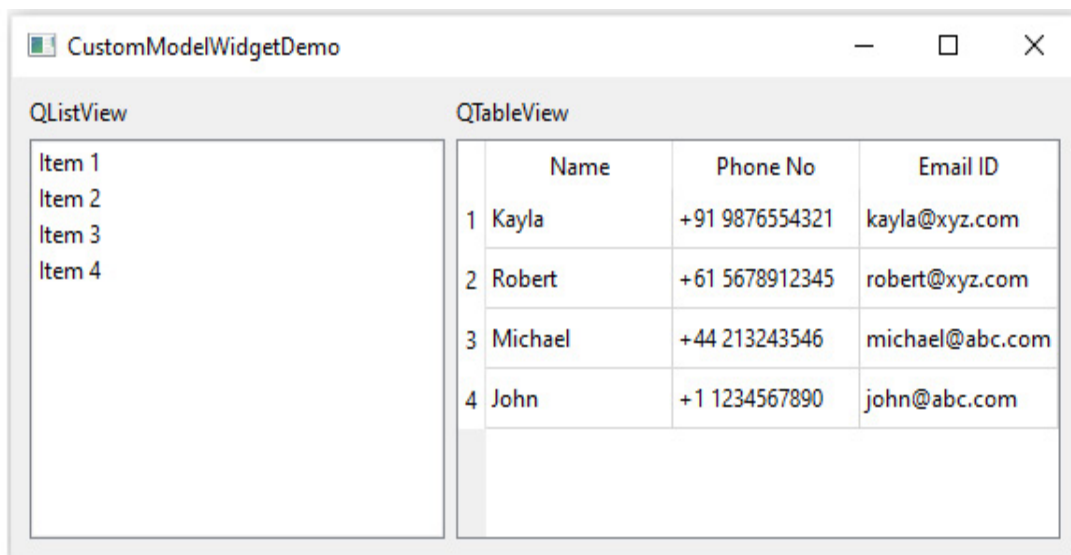 CustomModelWidgetDemo
QListView
QTableView
Item 1
Item 2
Item 3
Item 4
Name Phone No Email ID
1 Kayla +91 9876554321 kayla@xyz.com
2 Robert +61 5678912345 robert@xyz.com
3 Michael +44 213243546 michael@abc.com
4 John +1 1234567890 john@abc.com